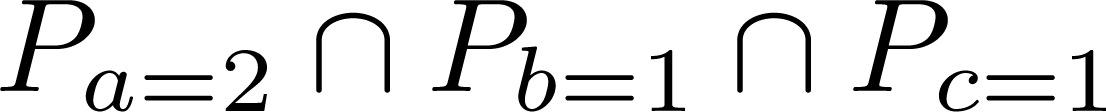 P_{a=2} ∩ P_{b=1} ∩ P_{c=1}